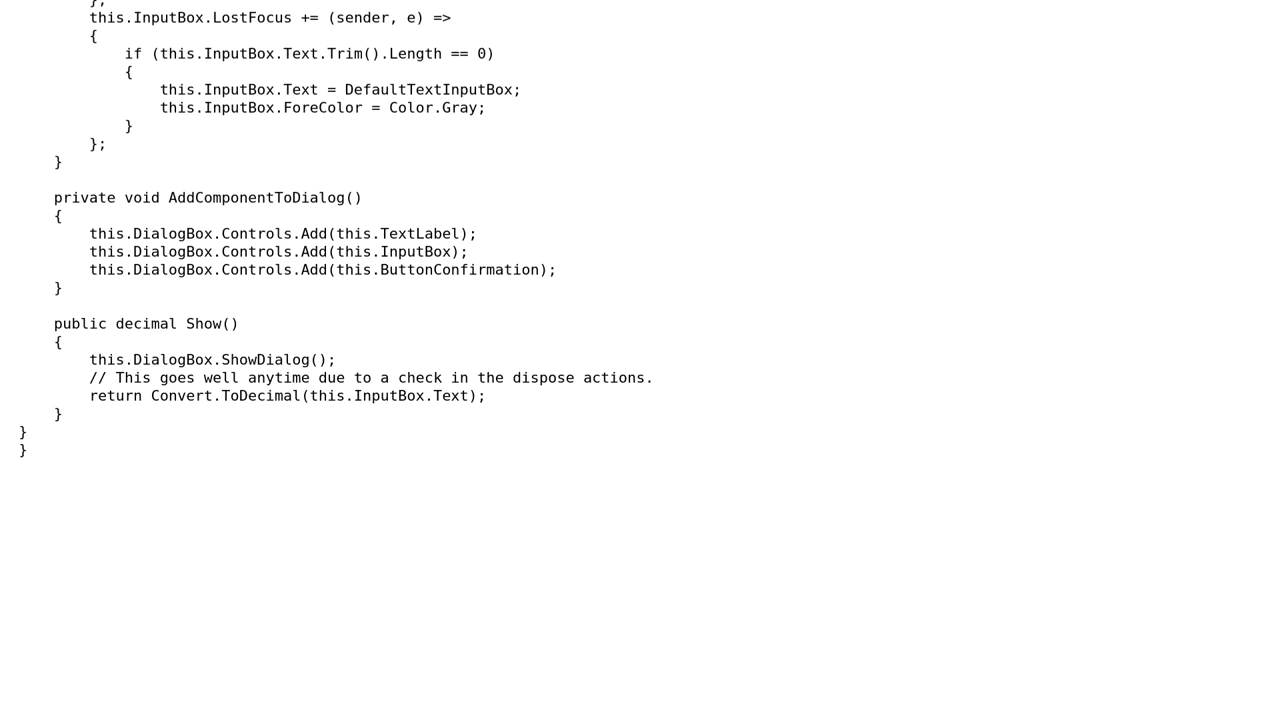 };
this.InputBox.LostFocus += (sender, e) =>
{
if (this.InputBox.Text.Trim().Length == 0)
{
this.InputBox.Text = DefaultTextInputBox;
this.InputBox.ForeColor = Color.Gray;
}
};
}
private void AddComponentToDialog()
{
this.DialogBox.Controls.Add(this.TextLabel);
this.DialogBox.Controls.Add(this.InputBox);
this.DialogBox.Controls.Add(this.ButtonConfirmation);
}
public decimal Show()
{
this.DialogBox.ShowDialog();
// This goes well anytime due to a check in the dispose actions.
return Convert.ToDecimal(this.InputBox.Text);
}
}
}